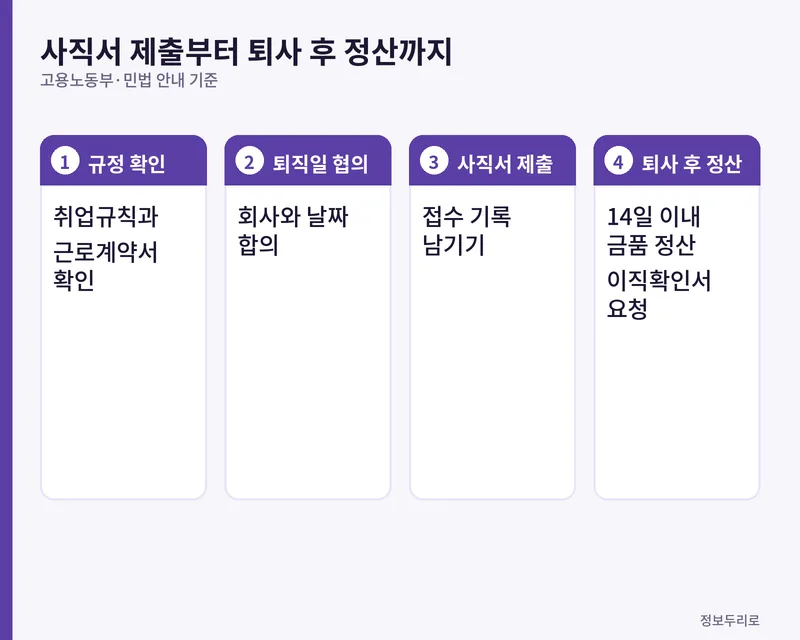 사직서 제출부터 퇴사 후 정산까지
고용노동부·민법 안내 기준
1 규정 확인
취업규칙과
근로계약서
확인
2 퇴직일 협의
회사와 날짜
합의
3 사직서 제출
접수 기록
남기기
4 퇴사 후 정산
14일 이내
금품 정산
이직확인서
요청
정보두리로